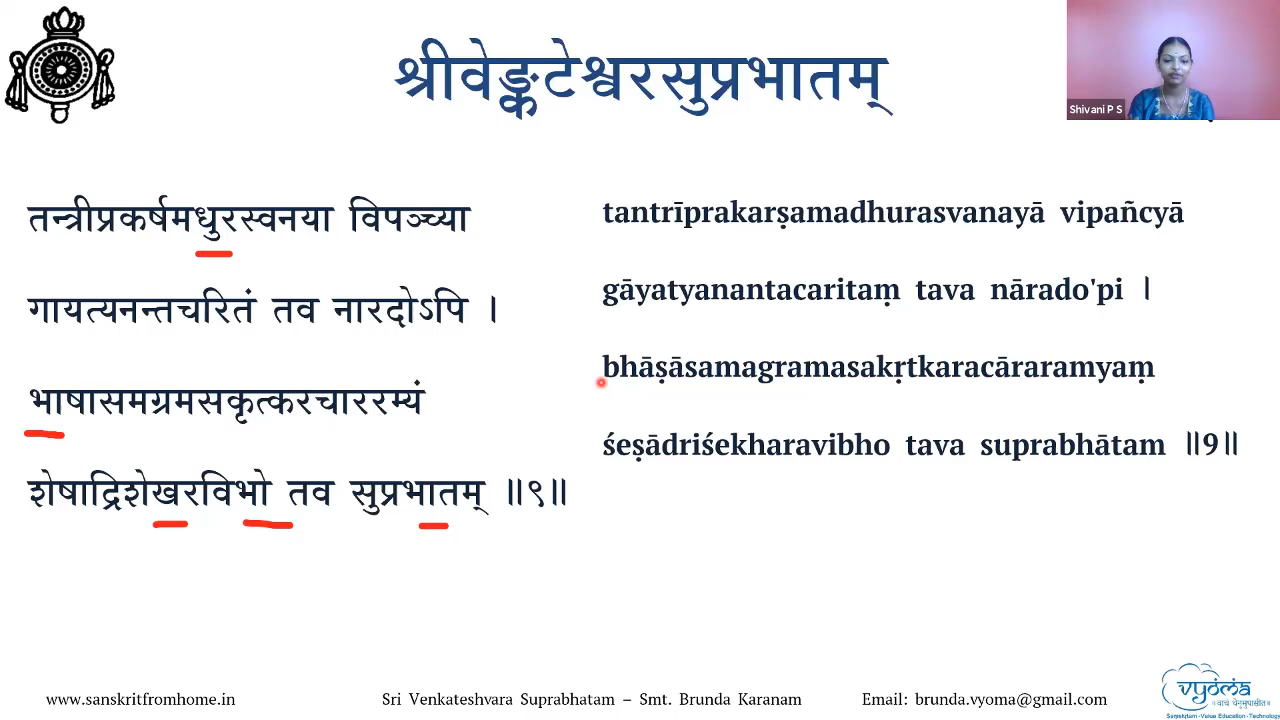 श्रीवेङ्कटेश्वरसुप्रभातम्
Shivani P S
तन्त्रीप्रकर्षमधुरस्वनया विपञ्च्या
गायत्यनन्तचरितं तव नारदोऽपि ।
भाषासमग्रमसकृत्करचाररम्यं
शेषाद्रिशेखरविभो तव सुप्रभातम् ॥९॥
tantrīprakarṣamadhurasvanayā vipañcyā
gāyatyanantacaritaṃ tava nārado'pi ।
bhāṣāsamagramasakṛtkaracāraramyaṃ
śeṣādriśekharavibho tava suprabhātam ॥9॥
www.sanskritfromhome.in
Sri Venkateshvara Suprabhatam – Smt. Brunda Karanam
Email: brunda.vyoma@gmail.com
vyoma
॥ वाचं धेनुमुपासीत ॥
Samskrtam -Value Education -Technology